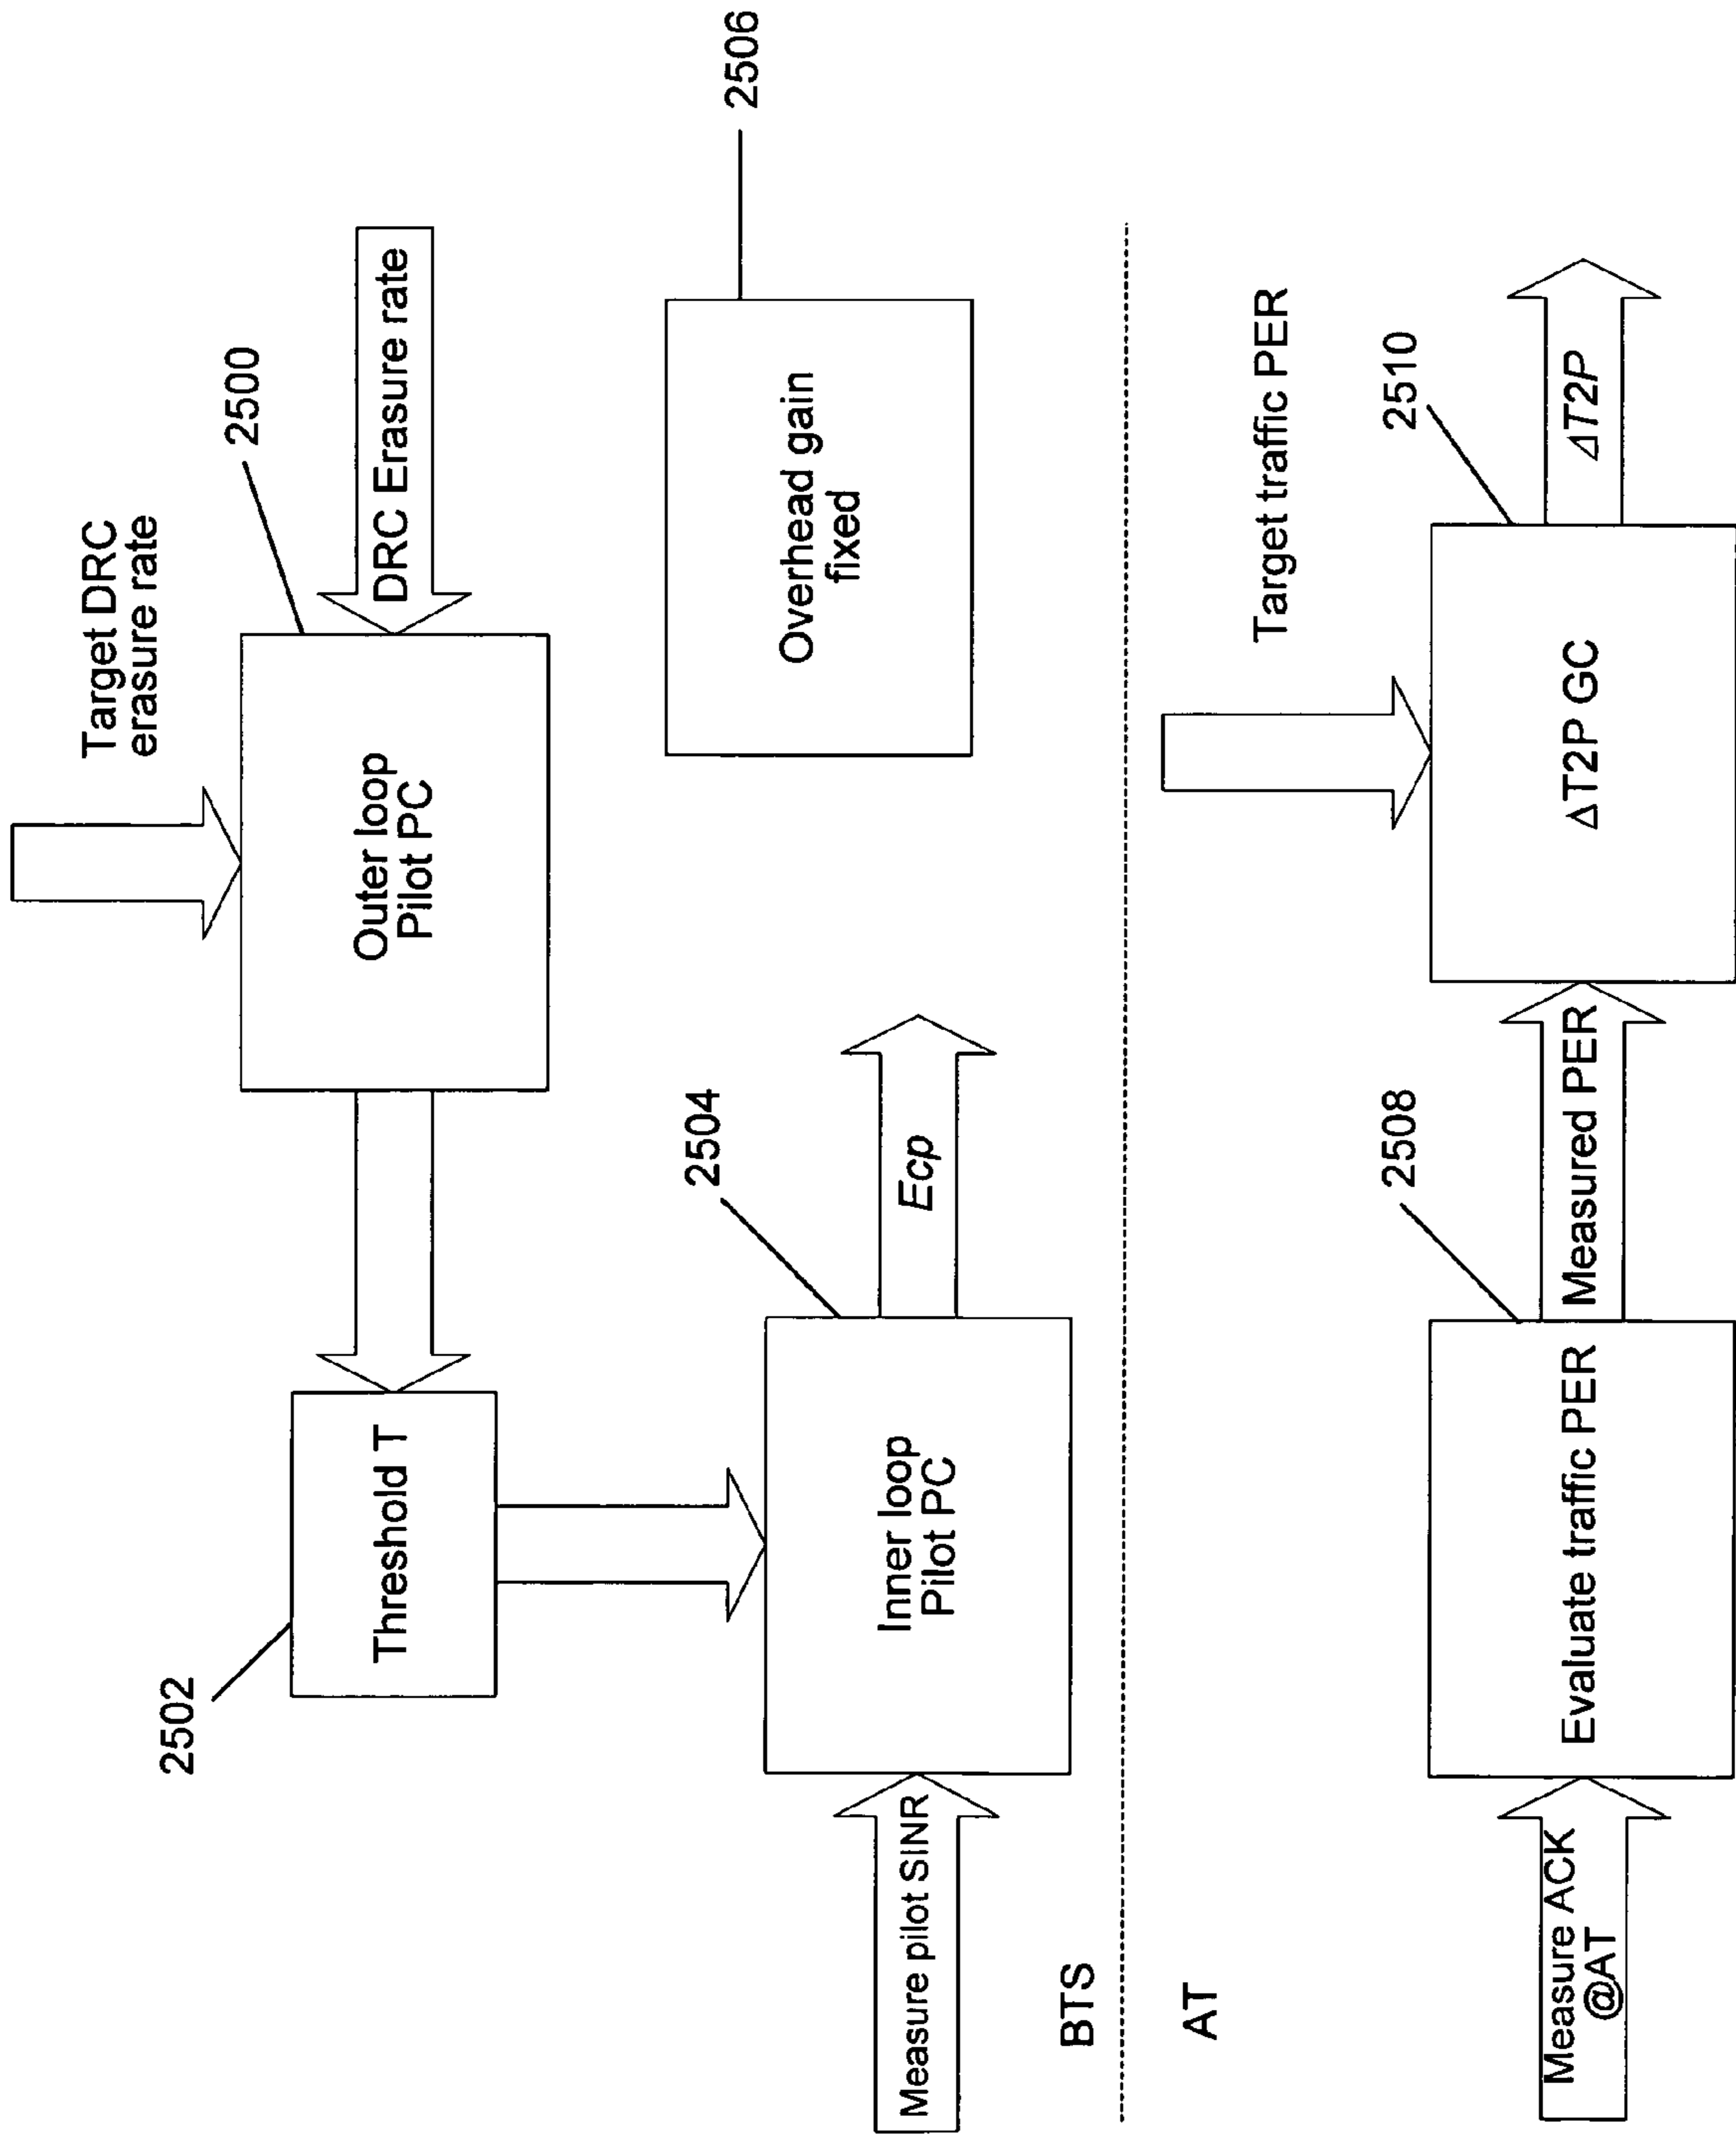 Target DRC
erasure rate
2500
DRC Erasure rate
Outer loop
Pilot PC
2502
Threshold T
2506
Overhead gain
fixed
2504
Measure pilot SINR
Inner loop
Pilot PC
Ecp
BTS
AT
Target traffic PER
2508
2510
Measure ACK
@AT
Evaluate traffic PER
Measured PER
ΔT2P GC
ΔT2P